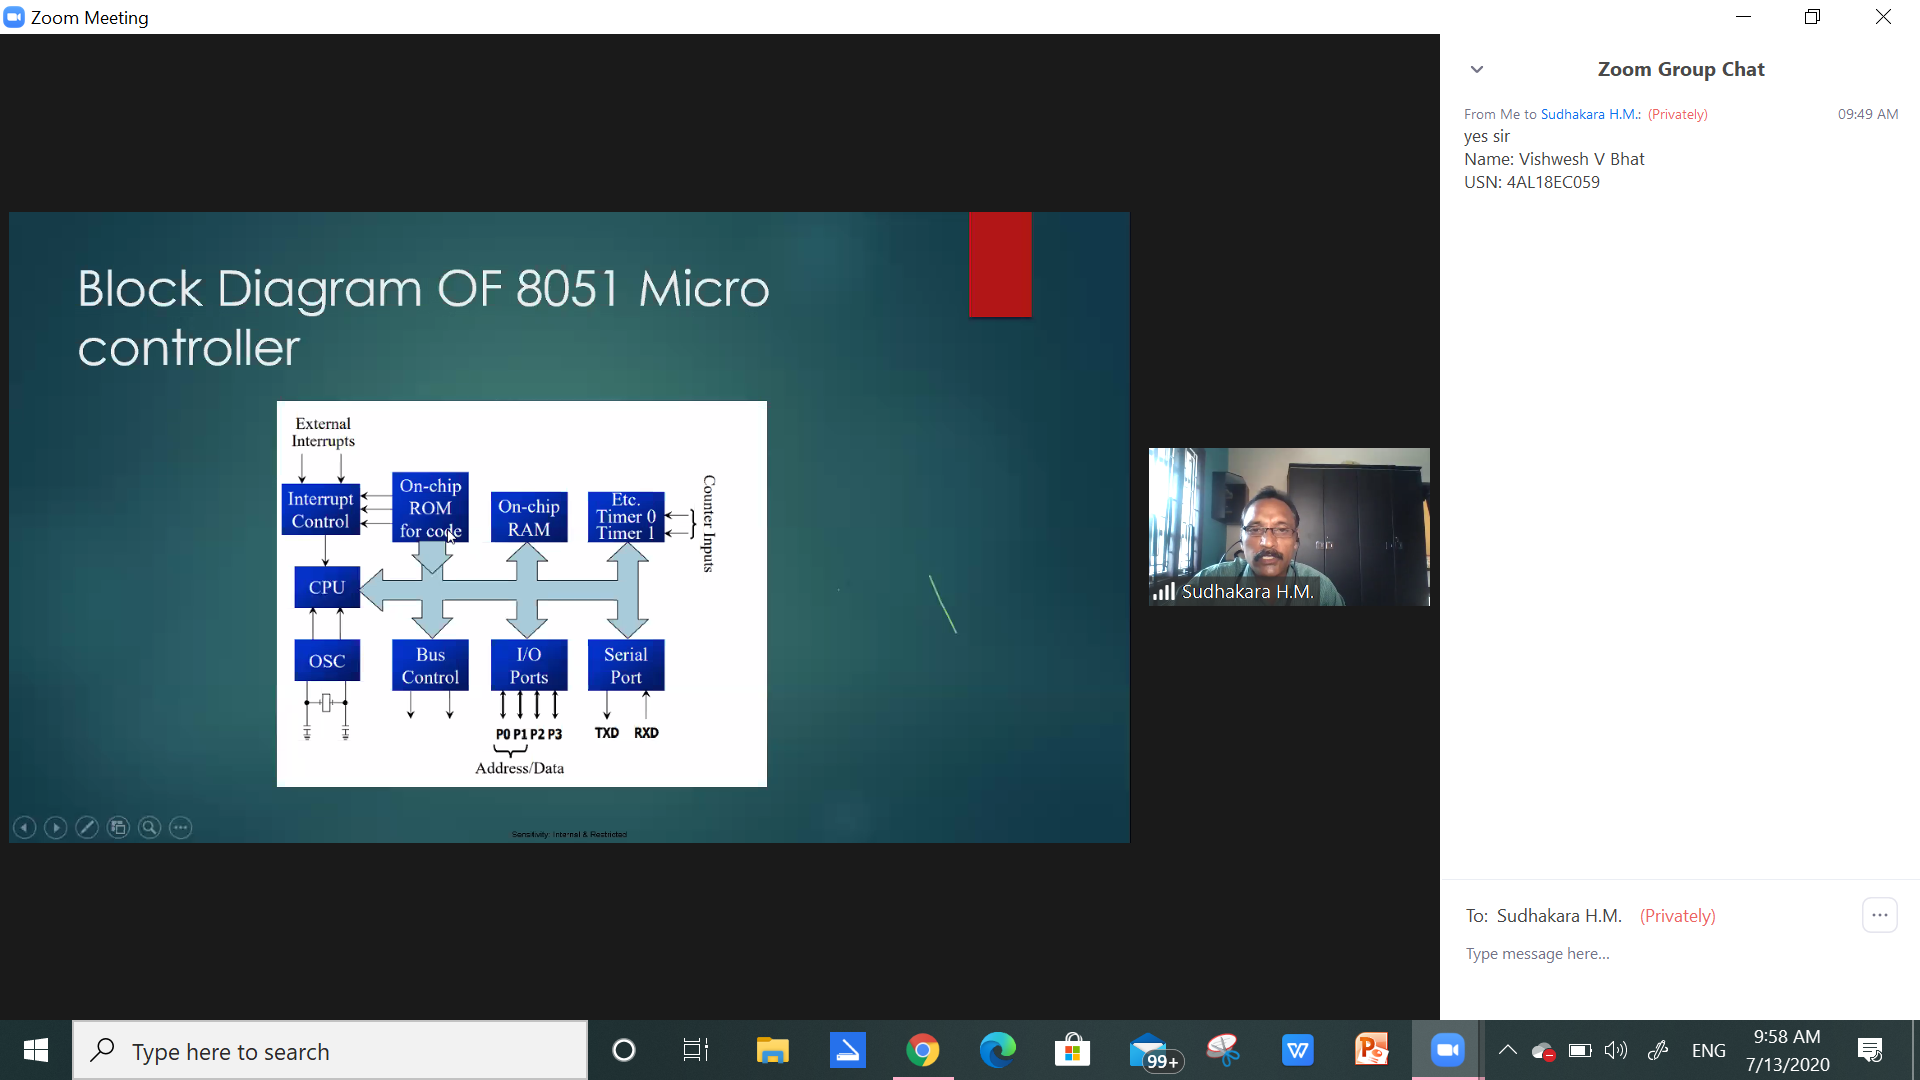 Zoom Meeting
Block Diagram OF 8051 Micro
controller
External
Interrupts
Interrupt
Control
On-chip
ROM
for code
On-chip
RAM
Etc.
Timer 0
Timer 1
Counter Inputs
CPU
OSC
Bus
Control
I/O
Ports
Serial
Port
P0 P1 P2 P3
TXD RXD
Address/Data
Sensitivity: Internal & Restricted
Sudhakara H.M.
Zoom Group Chat
From Me to Sudhakara H.M.: (Privately) 09:49 AM
yes sir
Name: Vishwesh V Bhat
USN: 4AL18EC059
To: Sudhakara H.M. (Privately)
Type message here...
Type here to search
99+
ENG
9:58 AM
7/13/2020